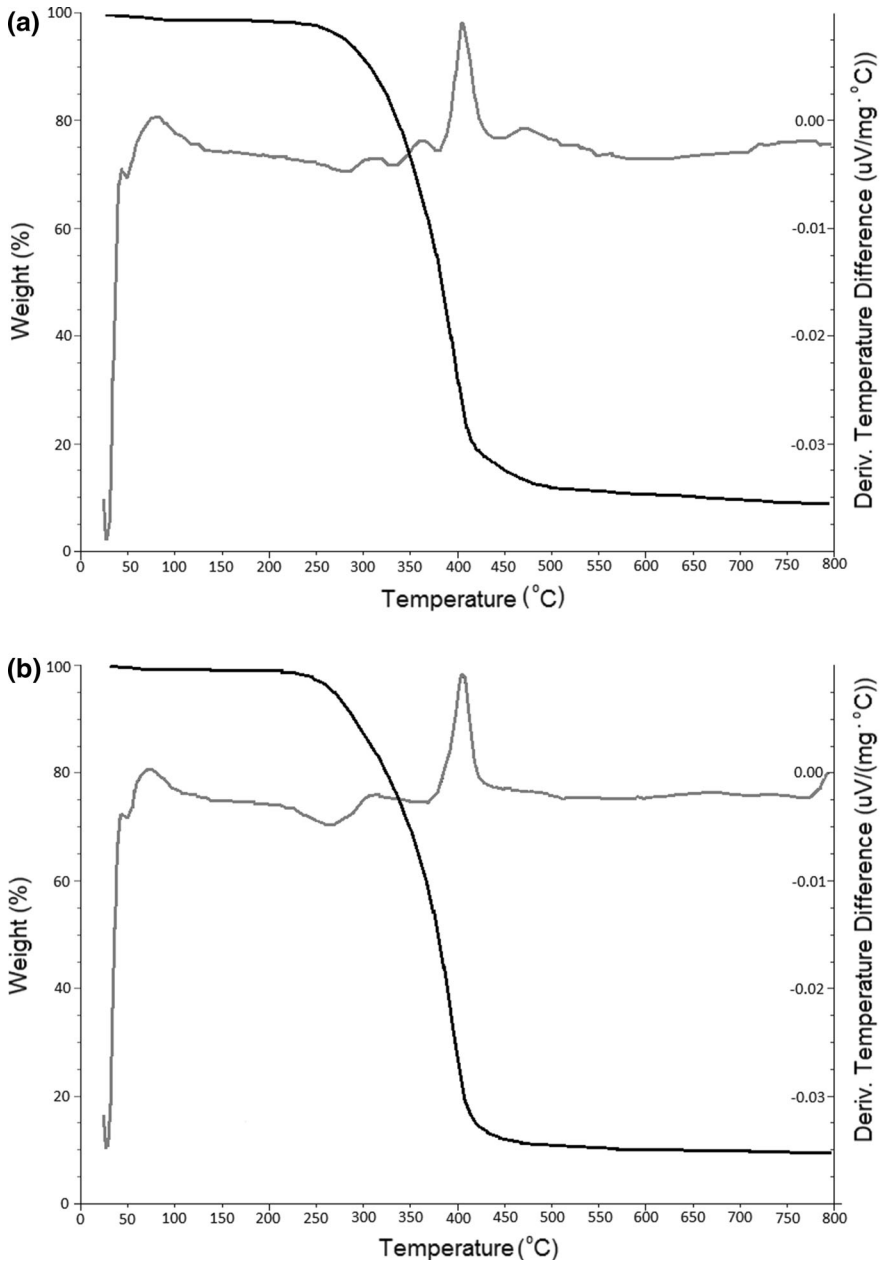 (a)
100
80
60
40
20
0
Weight (%)
0 50 100 150 200 250 300 350 400 450 500 550 600 650 700 750 800
Temperature (°C)
0.00
-0.01
-0.02
-0.03
Deriv. Temperature Difference (uV/mg·°C))
(b)
100
80
60
40
20
0
Weight (%)
0 50 100 150 200 250 300 350 400 450 500 550 600 650 700 750 800
Temperature (°C)
0.00
-0.01
-0.02
-0.03
Deriv. Temperature Difference (uV/(mg·°C))